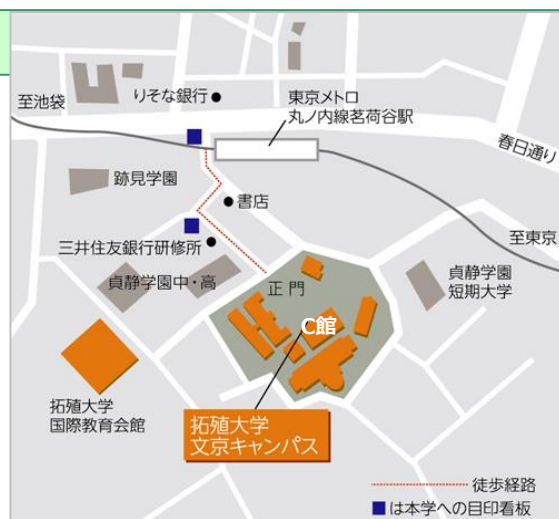 りそな銀行
東京メトロ
丸ノ内線茗荷谷駅
至池袋
春日通り
跡見学園
書店
至東京
三井住友銀行研修所
貞静学園中・高
正門
貞静学園
短期大学
C館
拓殖大学
国際教育会館
拓殖大学
文京キャンパス
徒歩経路
は本学への目印看板